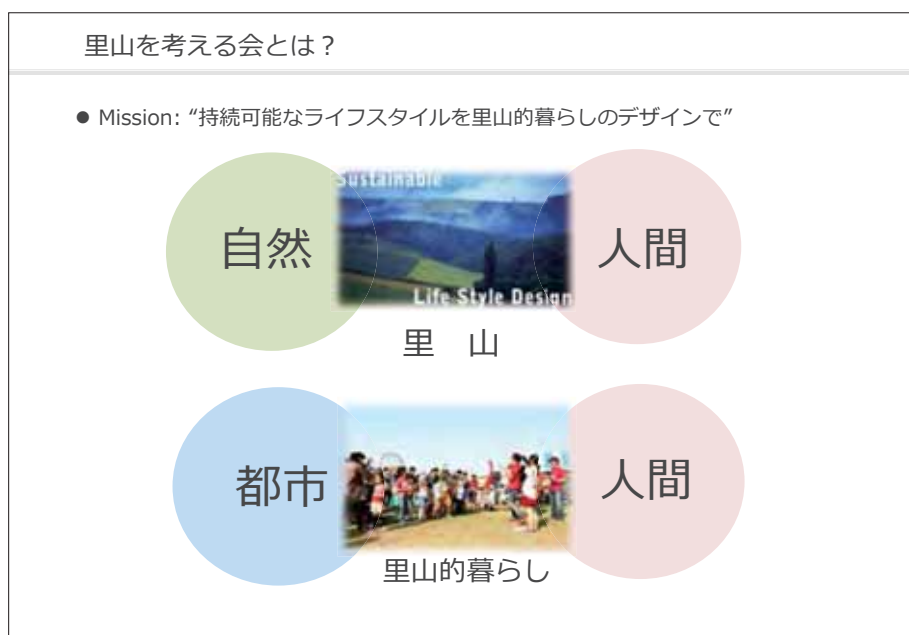 里山を考える会とは？
● Mission: “持続可能なライフスタイルを里山的暮らしのデザインで”
Sustainable
自然
人間
Life Style Design
里　山
都市
人間
里山的暮らし